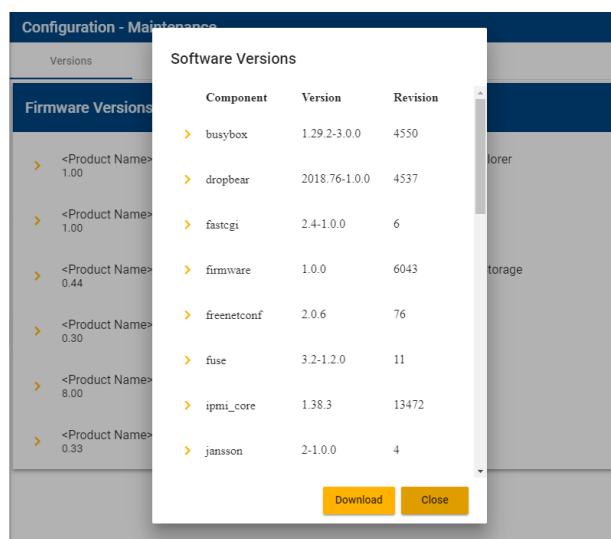 Configuration - Maintenance
Versions
Firmware Versions
<Product Name>
1.00
<Product Name>
1.00
<Product Name>
0.44
<Product Name>
0.30
<Product Name>
8.00
<Product Name>
0.33
lorer
torage
Software Versions
Component Version Revision
busybox 1.29.2-3.0.0 4550
dropbear 2018.76-1.0.0 4537
fastcgi 2.4-1.0.0 6
firmware 1.0.0 6043
freenetconf 2.0.6 76
fuse 3.2-1.2.0 11
ipmi_core 1.38.3 13472
jansson 2-1.0.0 4
Download Close